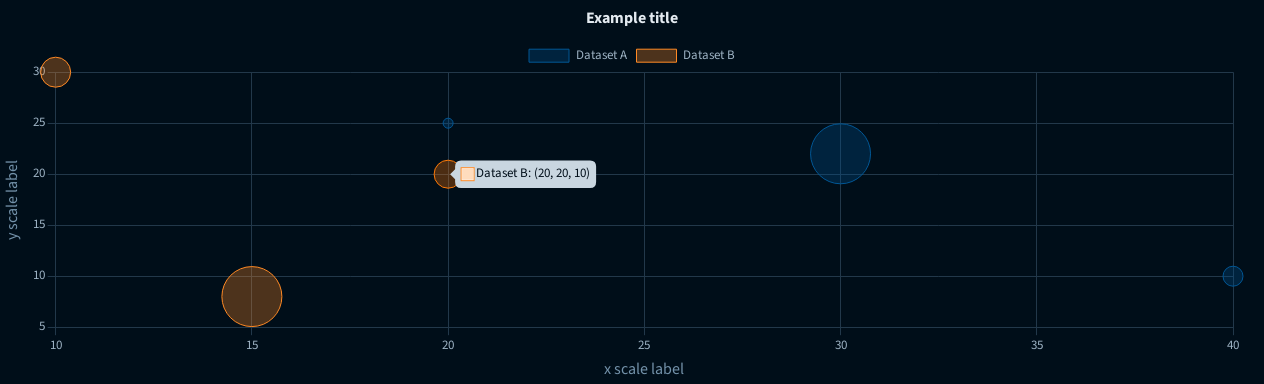 Example title
Dataset A Dataset B
30
25
20
15
10
5
y scale label
Dataset B: (20, 20, 10)
10 15 20 25 30 35 40
x scale label